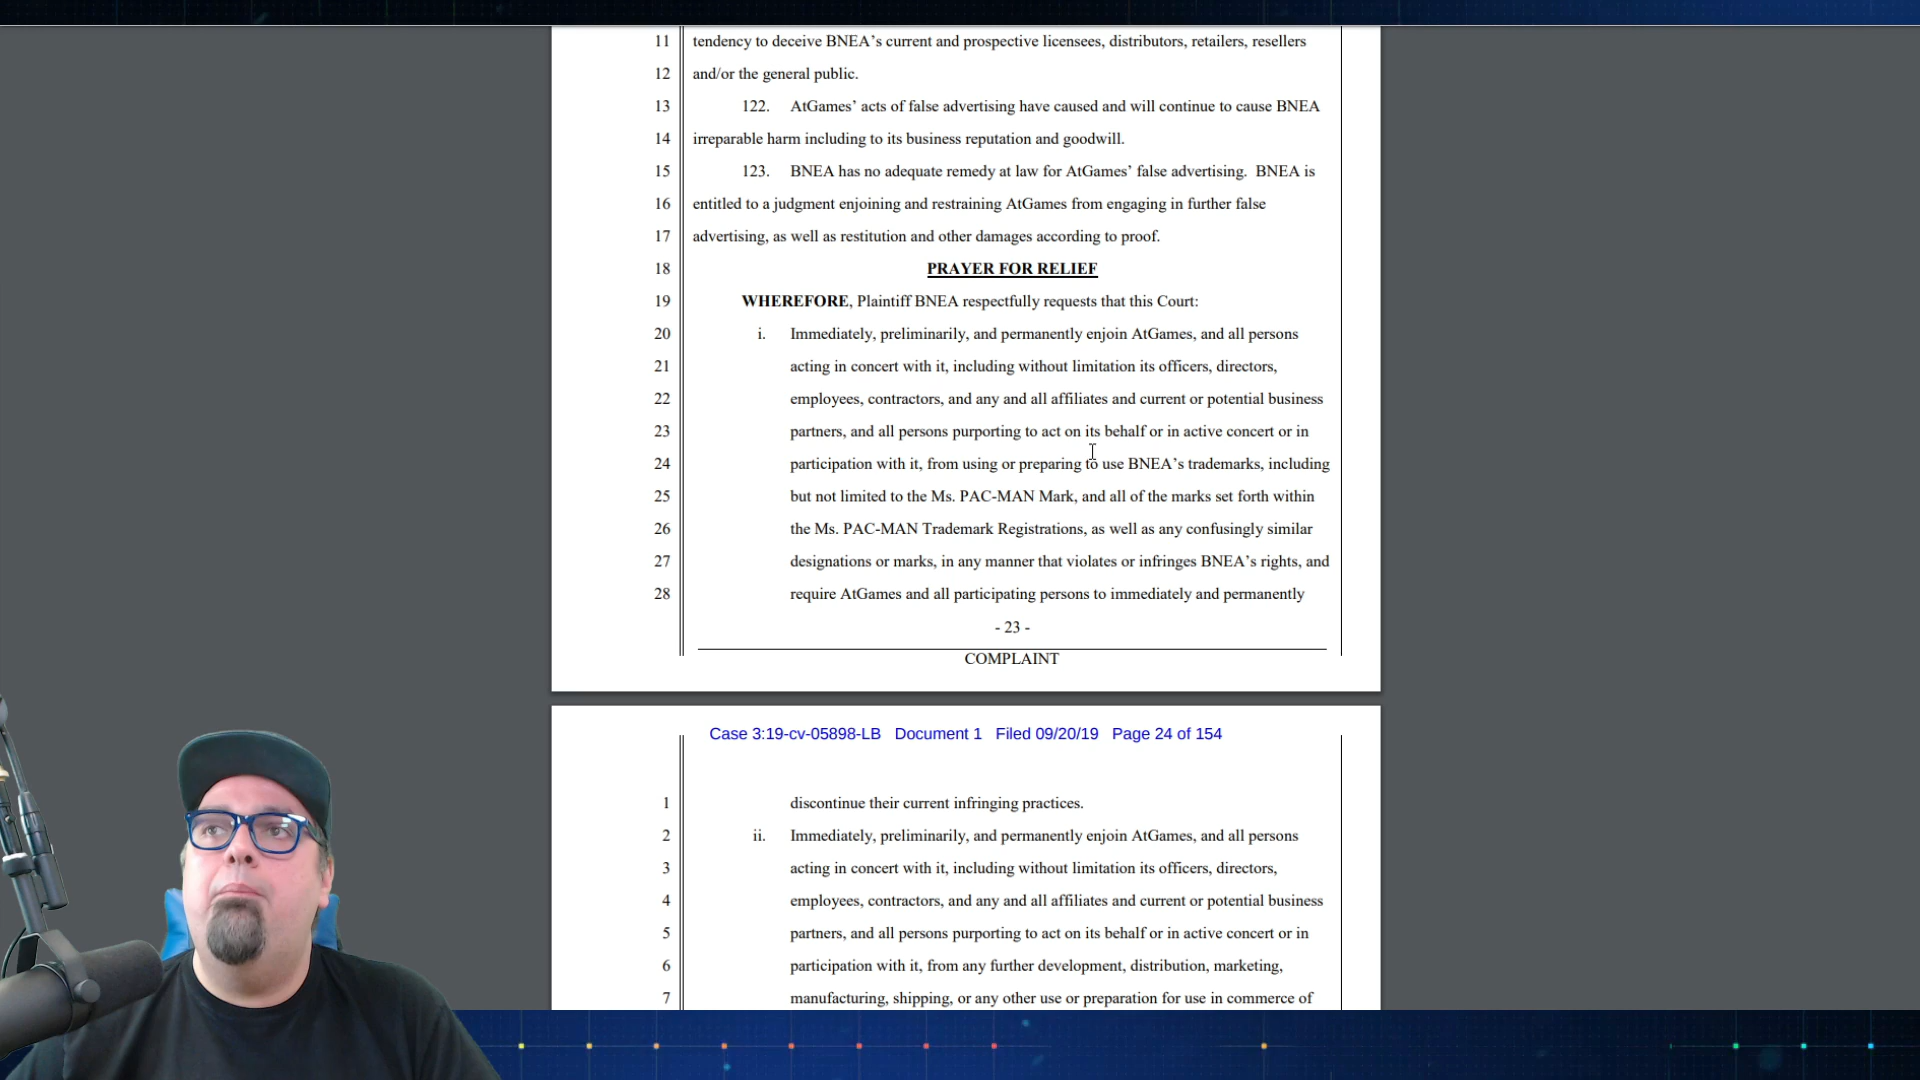 11 tendency to deceive BNEA’s current and prospective licensees, distributors, retailers, resellers
12 and/or the general public.
13 122. AtGames’ acts of false advertising have caused and will continue to cause BNEA
14 irreparable harm including to its business reputation and goodwill.
15 123. BNEA has no adequate remedy at law for AtGames’ false advertising. BNEA is
16 entitled to a judgment enjoining and restraining AtGames from engaging in further false
17 advertising, as well as restitution and other damages according to proof.
18 PRAYER FOR RELIEF
19 WHEREFORE, Plaintiff BNEA respectfully requests that this Court:
20 i. Immediately, preliminarily, and permanently enjoin AtGames, and all persons
21 acting in concert with it, including without limitation its officers, directors,
22 employees, contractors, and any and all affiliates and current or potential business
23 partners, and all persons purporting to act on its behalf or in active concert or in
24 participation with it, from using or preparing to use BNEA’s trademarks, including
25 but not limited to the Ms. PAC-MAN Mark, and all of the marks set forth within
26 the Ms. PAC-MAN Trademark Registrations, as well as any confusingly similar
27 designations or marks, in any manner that violates or infringes BNEA’s rights, and
28 require AtGames and all participating persons to immediately and permanently
- 23 -
COMPLAINT
Case 3:19-cv-05898-LB Document 1 Filed 09/20/19 Page 24 of 154
1 discontinue their current infringing practices.
2 ii. Immediately, preliminarily, and permanently enjoin AtGames, and all persons
3 acting in concert with it, including without limitation its officers, directors,
4 employees, contractors, and any and all affiliates and current or potential business
5 partners, and all persons purporting to act on its behalf or in active concert or in
6 participation with it, from any further development, distribution, marketing,
7 manufacturing, shipping, or any other use or preparation for use in commerce of